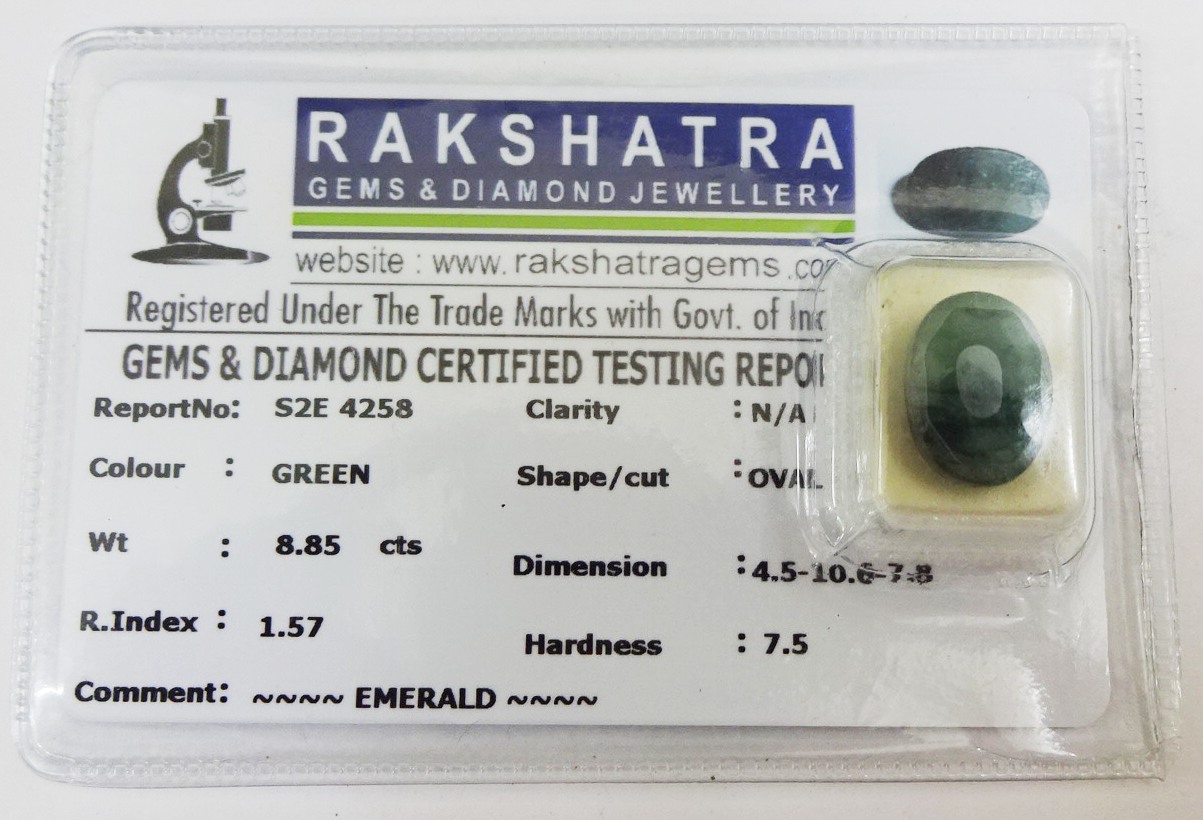 RAKSHATRA
GEMS & DIAMOND JEWELLERY
website : www.rakshatragems.co
Registered Under The Trade Marks with Govt. of
GEMS & DIAMOND CERTIFIED TESTING
ReportNo: S2E 4258 Clarity : N/A
Colour : GREEN Shape/cut : OVAL
Wt : 8.85 cts
Dimension : 4.5-10.6-7.8
R.Index : 1.57
Hardness : 7.5
Comment: ~~~~ EMERALD ~~~~